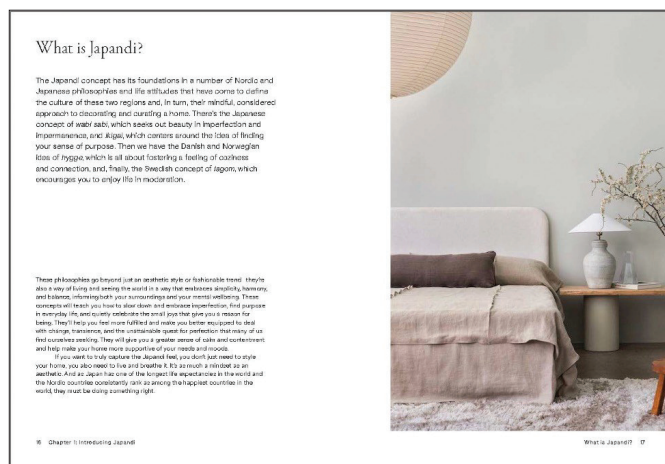 What is Japandi?
The Japandi concept has its foundations in a number of Nordic and
Japanese philosophies and life attitudes that have come to define
the culture of these two regions and, in turn, their mindful, considered
approach to decorating and curating a home. There's the Japanese
concept of wabi sabi, which seeks out beauty in imperfection and
impermanence, and ikigai, which centers around the idea of finding
your sense of purpose. Then we have the Danish and Norwegian
idea of hygge, which is all about fostering a feeling of coziness
and connection, and, finally, the Swedish concept of lagom, which
encourages you to enjoy life in moderation.
These philosophies go beyond just an aesthetic style or fashionable trend they're
also a way of living and seeing the world in a way that embraces simplicity, harmony,
and balance, informing both your surroundings and your mental wellbeing. These
concepts will teach you how to slow down and embrace imperfection, find purpose
in everyday life, and quietly celebrate the small joys that give you a reason for
being. They'll help you feel more fulfilled and make you better equipped to deal
with change, transience, and the unattainable quest for perfection that many of us
find ourselves seeking. They will give you a greater sense of calm and contentment
and help make your home more supportive of your needs and moods.
If you want to truly capture the Japandi feel, you don't just need to style
your home, you also need to live and breathe it. It's as much a mindset as an
aesthetic. And as Japan has one of the longest life expectancies in the world and
the Nordic countries consistently rank as among the happiest countries in the
world, they must be doing something right.
16 Chapter 1: Introducing Japandi
What is Japandi? 17